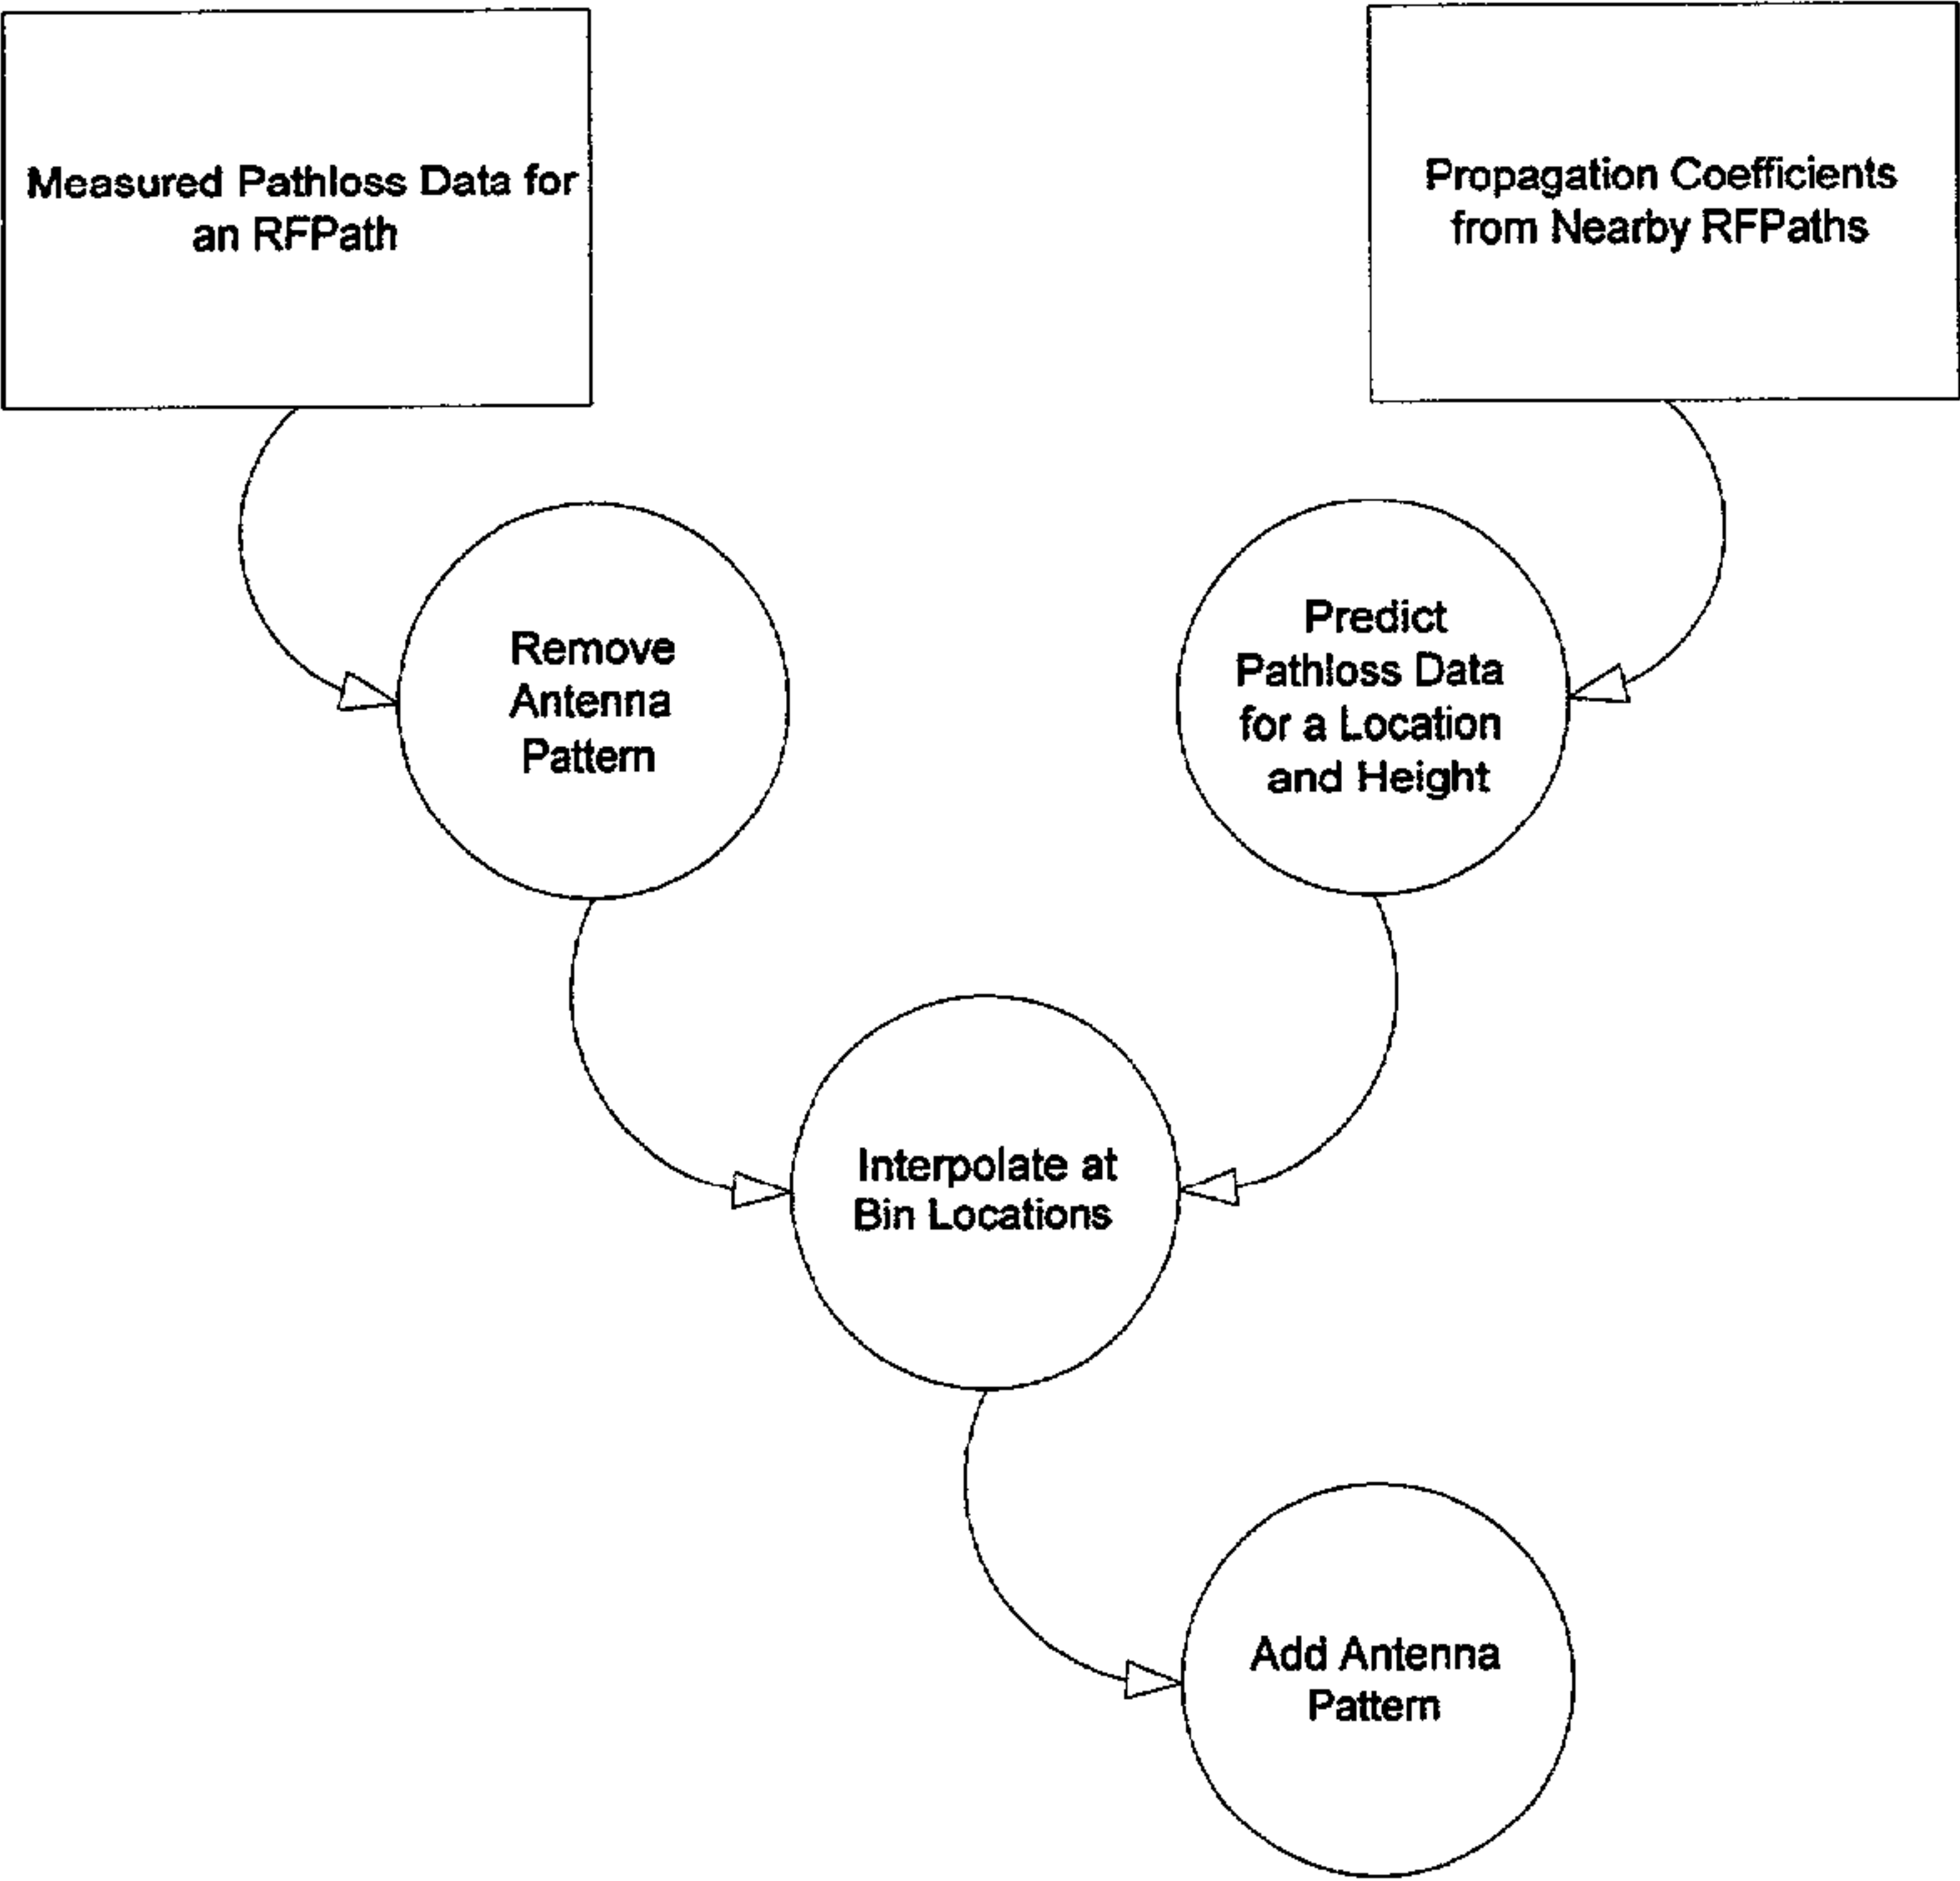 Measured Pathloss Data for
an RFPath
Propagation Coefficients
from Nearby RFPaths
Remove
Antenna
Pattern
Predict
Pathloss Data
for a Location
and Height
Interpolate at
Bin Locations
Add Antenna
Pattern